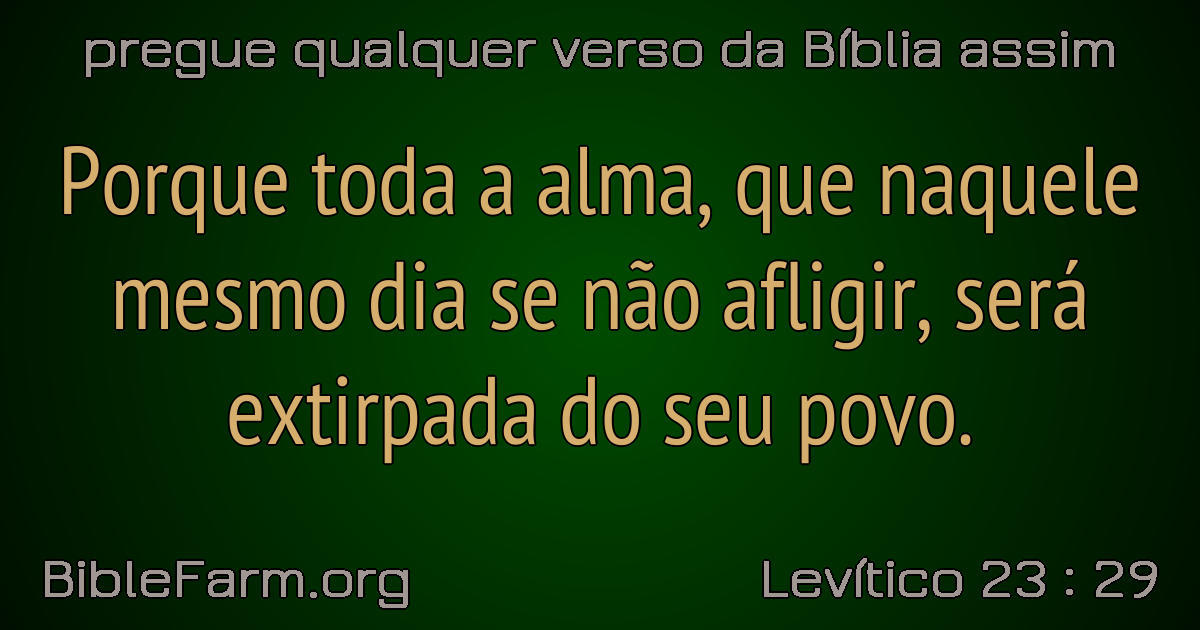 pregue qualquer verso da Bíblia assim
Porque toda a alma, que naquele
mesmo dia se não afligir, será
extirpada do seu povo.
BibleFarm.org
Levítico 23 : 29